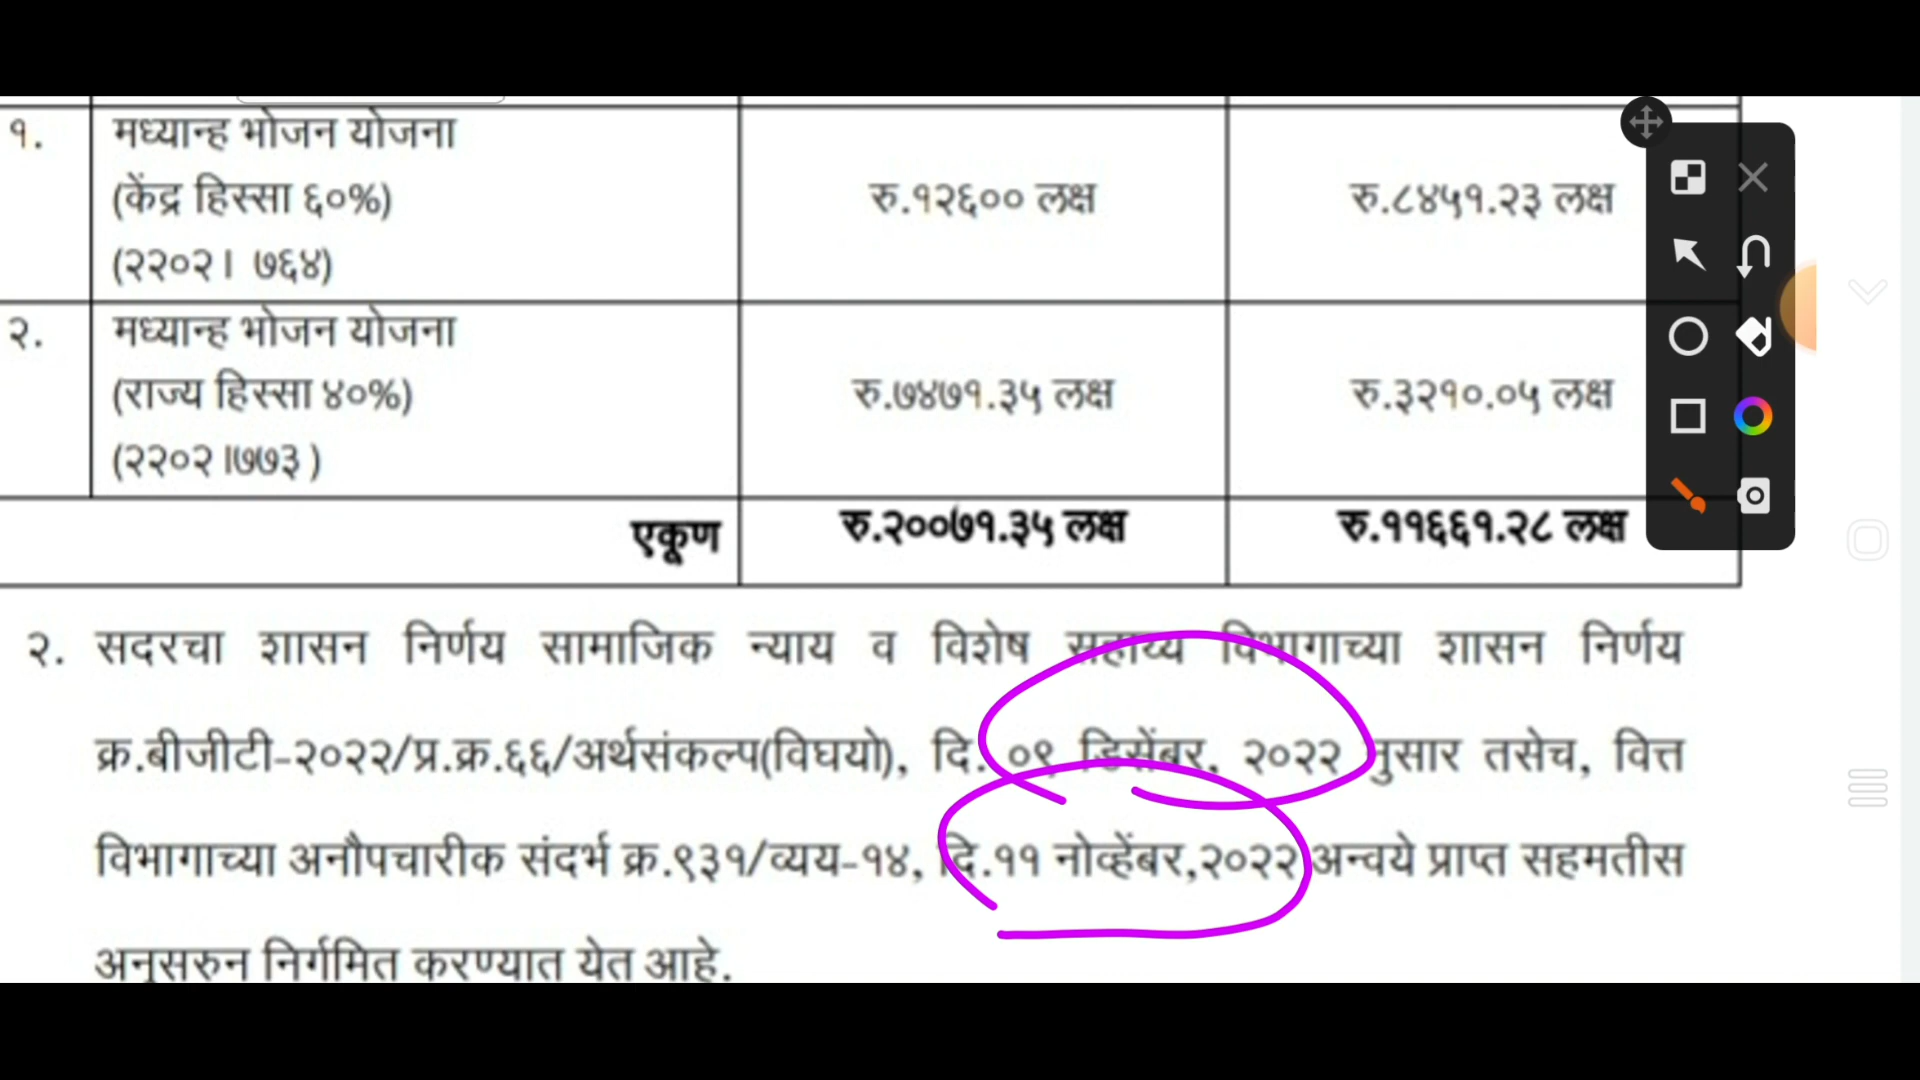 १. मध्यान्ह भोजन योजना
(केंद्र हिस्सा ६०%) रु.१२६०० लक्ष रु.८४५१.२३ लक्ष
(२२०२ । ७६४)
२. मध्यान्ह भोजन योजना
(राज्य हिस्सा ४०%) रु.७४७१.३५ लक्ष रु.३२१०.०५ लक्ष
(२२०२ ।७७३ )
एकूण रु.२००७१.३५ लक्ष रु.११६६१.२८ लक्ष
२. सदरचा शासन निर्णय सामाजिक न्याय व विशेष सहाय्य विभागाच्या शासन निर्णय
क्र.बीजीटी-२०२२/प्र.क्र.६६/अर्थसंकल्प(विघयो), दि. ०९ डिसेंबर, २०२२ नुसार तसेच, वित्त
विभागाच्या अनौपचारीक संदर्भ क्र.९३१/व्यय-१४, दि.११ नोव्हेंबर,२०२२ अन्वये प्राप्त सहमतीस
अनुसरुन निर्गमित करण्यात येत आहे.